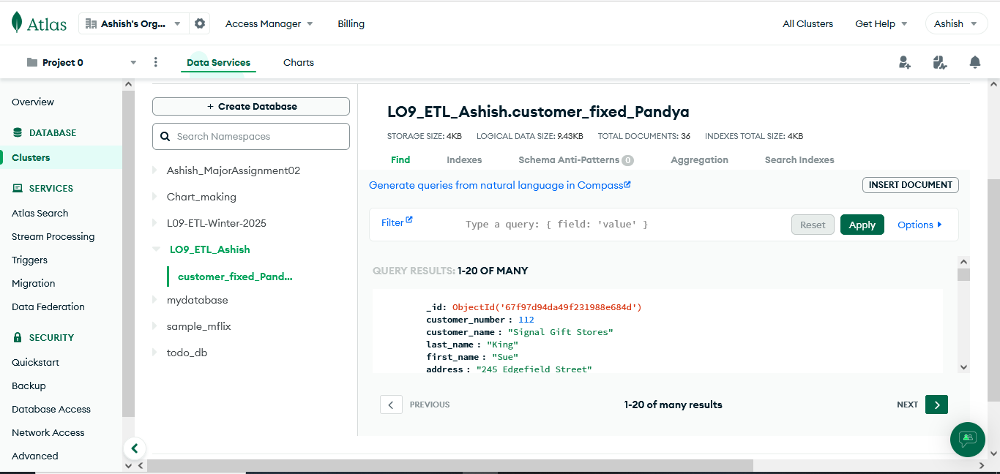 Atlas
Ashish's Org...
Access Manager
Billing
All Clusters
Get Help
Ashish
Project 0
Data Services
Charts
Overview
DATABASE
Clusters
SERVICES
Atlas Search
Stream Processing
Triggers
Migration
Data Federation
SECURITY
Quickstart
Backup
Database Access
Network Access
Advanced
+ Create Database
Search Namespaces
Ashish_MajorAssignment02
Chart_making
L09-ETL-Winter-2025
LO9_ETL_Ashish
customer_fixed_Pand...
mydatabase
sample_mflix
todo_db
LO9_ETL_Ashish.customer_fixed_Pandya
STORAGE SIZE: 4KB LOGICAL DATA SIZE: 9.43KB TOTAL DOCUMENTS: 36 INDEXES TOTAL SIZE: 4KB
Find Indexes Schema Anti-Patterns 0 Aggregation Search Indexes
Generate queries from natural language in Compass
INSERT DOCUMENT
Filter
Type a query: { field: 'value' }
Reset
Apply
Options
QUERY RESULTS: 1-20 OF MANY
_id: ObjectId('67f97d94da49f231988e684d')
customer_number : 112
customer_name : "Signal Gift Stores"
last_name : "King"
first_name : "Sue"
address : "245 Edgefield Street"
PREVIOUS
1-20 of many results
NEXT